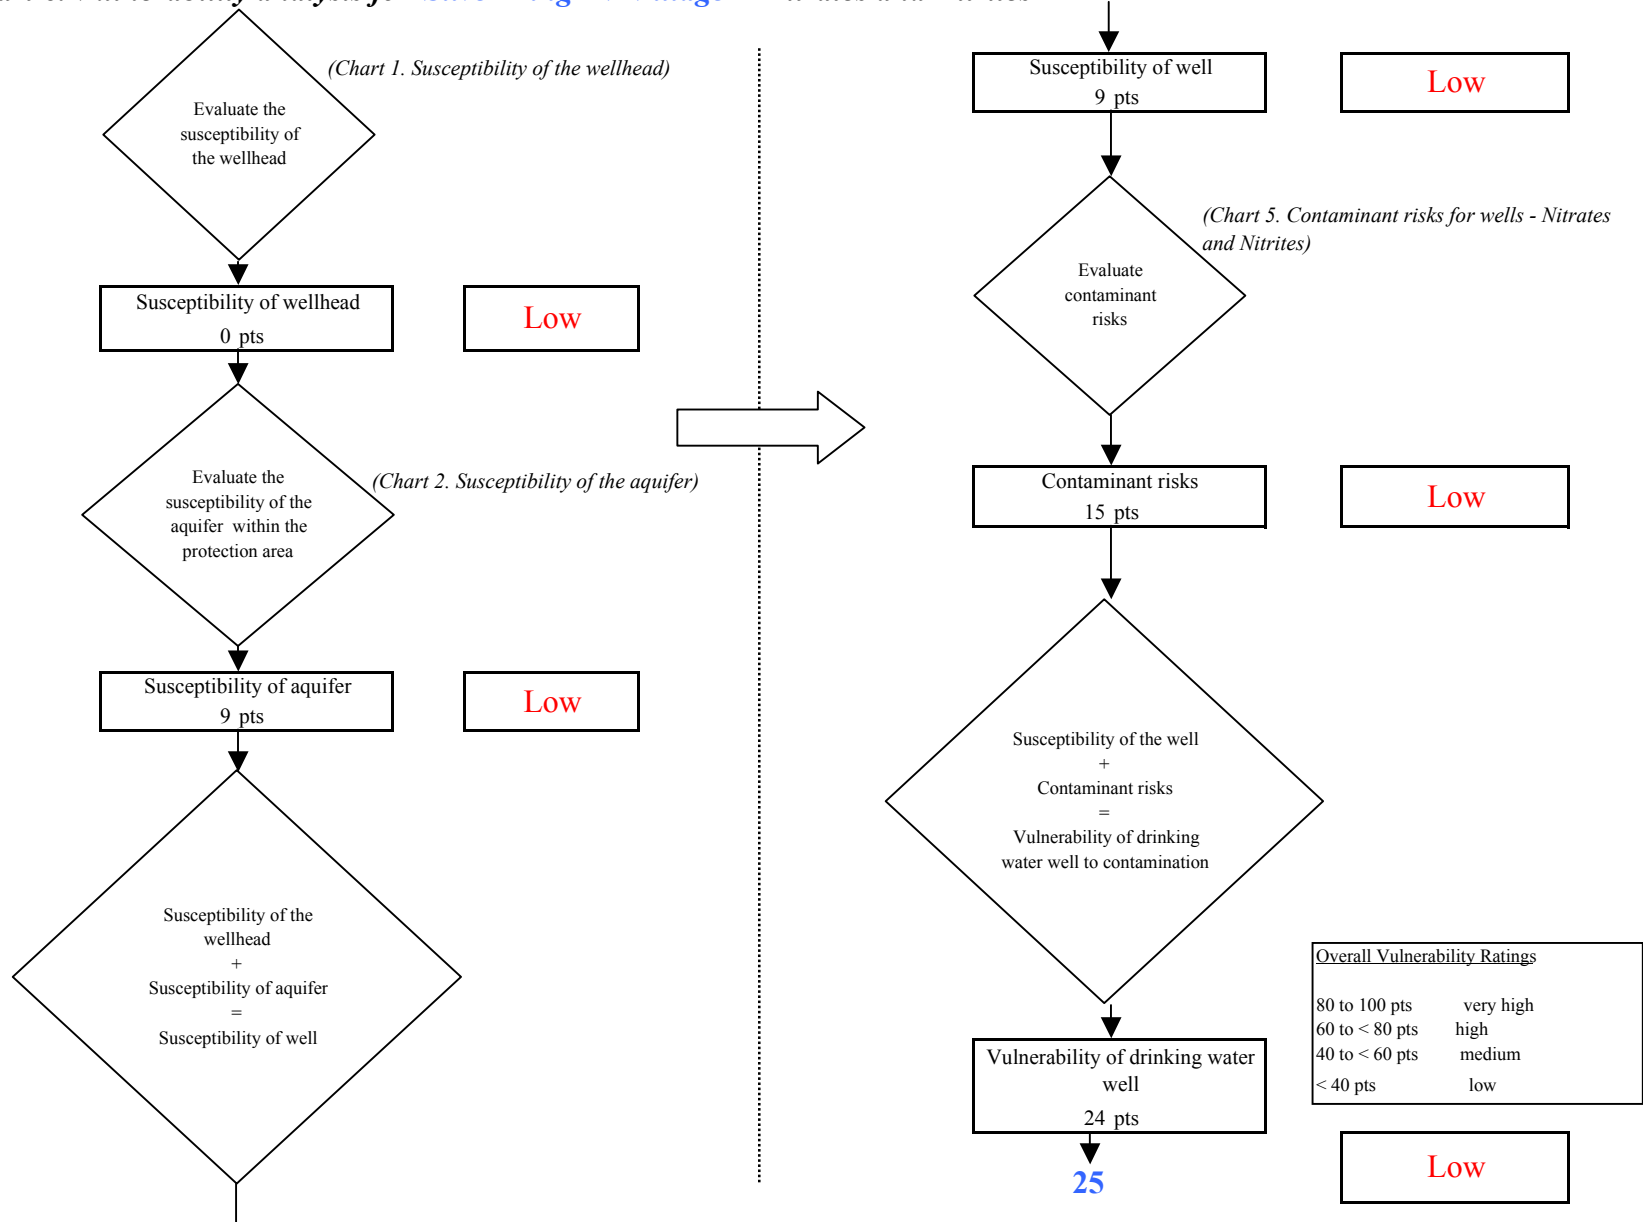 (Chart 1. Susceptibility of the wellhead)
Evaluate the
susceptibility of
the wellhead
Susceptibility of wellhead
0 pts
Low
Evaluate the
susceptibility of the
aquifer within the
protection area
(Chart 2. Susceptibility of the aquifer)
Susceptibility of aquifer
9 pts
Low
Susceptibility of the
wellhead
+
Susceptibility of aquifer
=
Susceptibility of well
Susceptibility of well
9 pts
Low
(Chart 5. Contaminant risks for wells - Nitrates
and Nitrites)
Evaluate
contaminant
risks
Contaminant risks
15 pts
Low
Susceptibility of the well
+
Contaminant risks
=
Vulnerability of drinking
water well to contamination
Vulnerability of drinking water
well
24 pts
25
Overall Vulnerability Ratings
80 to 100 pts very high
60 to < 80 pts high
40 to < 60 pts medium
< 40 pts low
Low